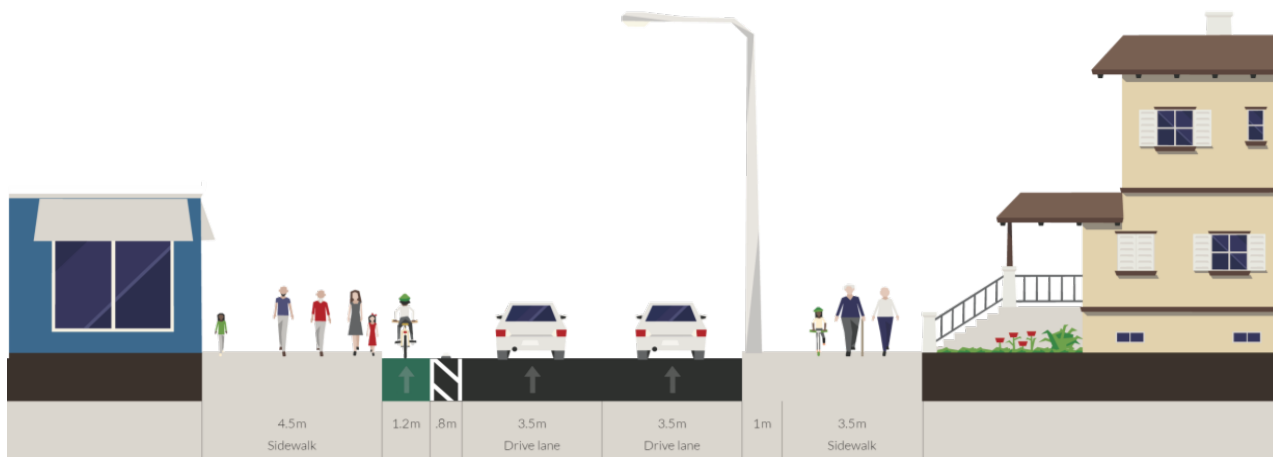 4.5m
Sidewalk
1.2m
.8m
3.5m
Drive lane
3.5m
Drive lane
1m
3.5m
Sidewalk